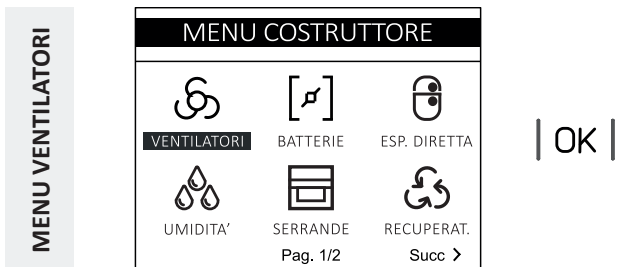 MENU VENTILATORI
MENU COSTRUTTORE
VENTILATORI BATTERIE ESP. DIRETTA
UMIDITA’ SERRANDE RECUPERAT.
Pag. 1/2 Succ >
| OK |